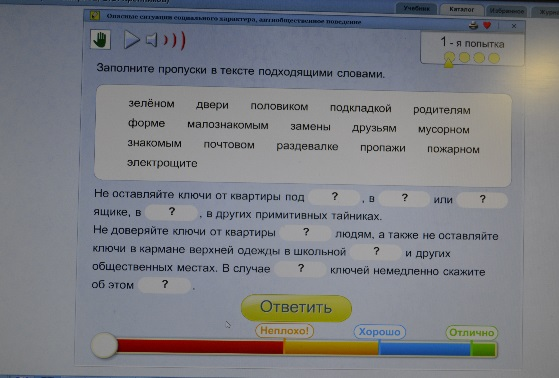 Учебник Каталог Избранное
Опасные ситуации социального характера, антиобщественное поведение
1 - я попытка
Заполните пропуски в тексте подходящими словами.
зелёном двери половиком подкладкой родителям
форме малознакомым замены друзьям мусорном
знакомым почтовом раздевалке пропажи пожарном
электрощите
Не оставляйте ключи от квартиры под ? , в ? или ?
ящике, в ? , в других примитивных тайниках.
Не доверяйте ключи от квартиры ? людям, а также не оставляйте
ключи в кармане верхней одежды в школьной ? и других
общественных местах. В случае ? ключей немедленно скажите
об этом ? .
Ответить
Неплохо! Хорошо Отлично